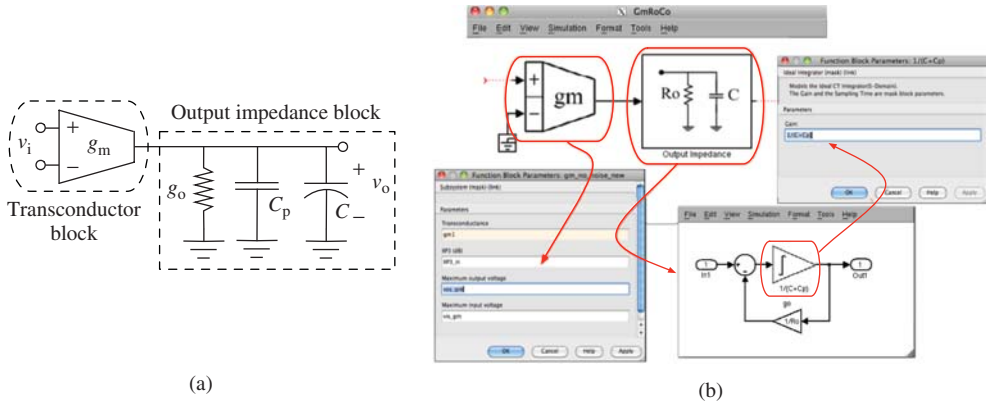 Output impedance block
v_i
+
−
g_m
Transconductor
block
g_o
C_p
C
+
v_o
−
(a)
GmRoCo
File Edit View Simulation Format Tools Help
+
−
gm
Ro
C
Output Impedance
Function Block Parameters: 1/(C+Cp)
Ideal Integrator (mask) (link)
Models the ideal CT Integrator(S-Domain).
The Gain and the Sampling Time are mask block parameters.
Parameters
Gain
1/(C+Cp)
OK Cancel Help Apply
Function Block Parameters: gm_no_noise_new
Subsystem (mask) (link)
Parameters
Transconductance
gm1
Maximum output voltage
Maximum input voltage
vis_gm
OK Cancel Help Apply
File Edit View Simulation Format Tools Help
1
In1
1/(C+Cp)
1
Out1
go
1/Ro
(b)